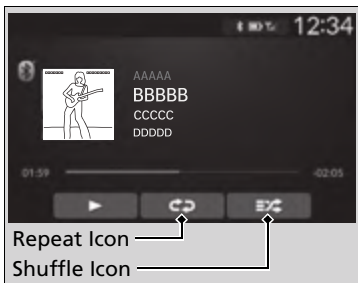 12:34
AAAAA
BBBBB
CCCCC
DDDDD
01:59
-02:05
Repeat Icon
Shuffle Icon